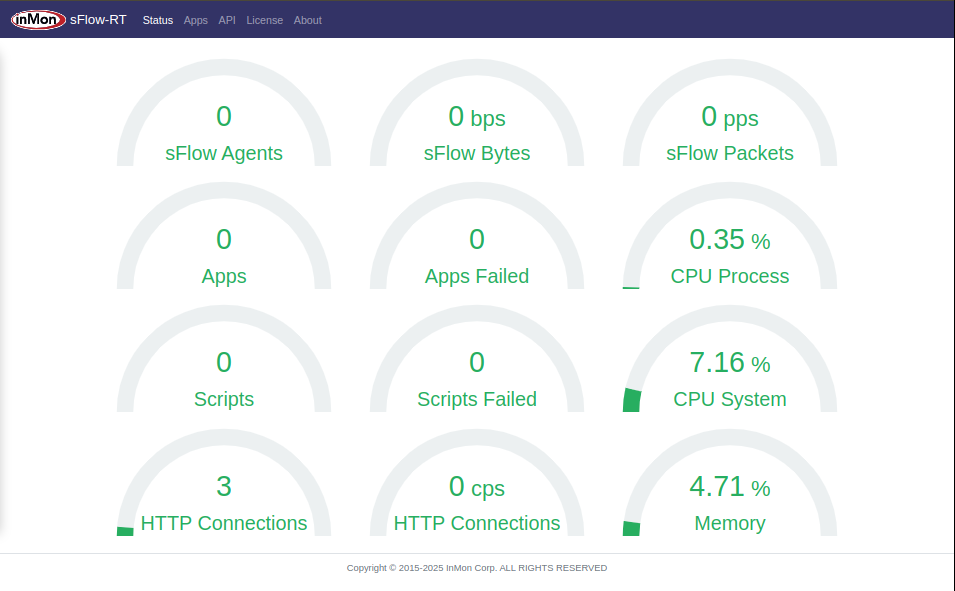 inMon sFlow-RT Status Apps API License About
0
sFlow Agents
0 bps
sFlow Bytes
0 pps
sFlow Packets
0
Apps
0
Apps Failed
0.35 %
CPU Process
0
Scripts
0
Scripts Failed
7.16 %
CPU System
3
HTTP Connections
0 cps
HTTP Connections
4.71 %
Memory
Copyright © 2015-2025 InMon Corp. ALL RIGHTS RESERVED